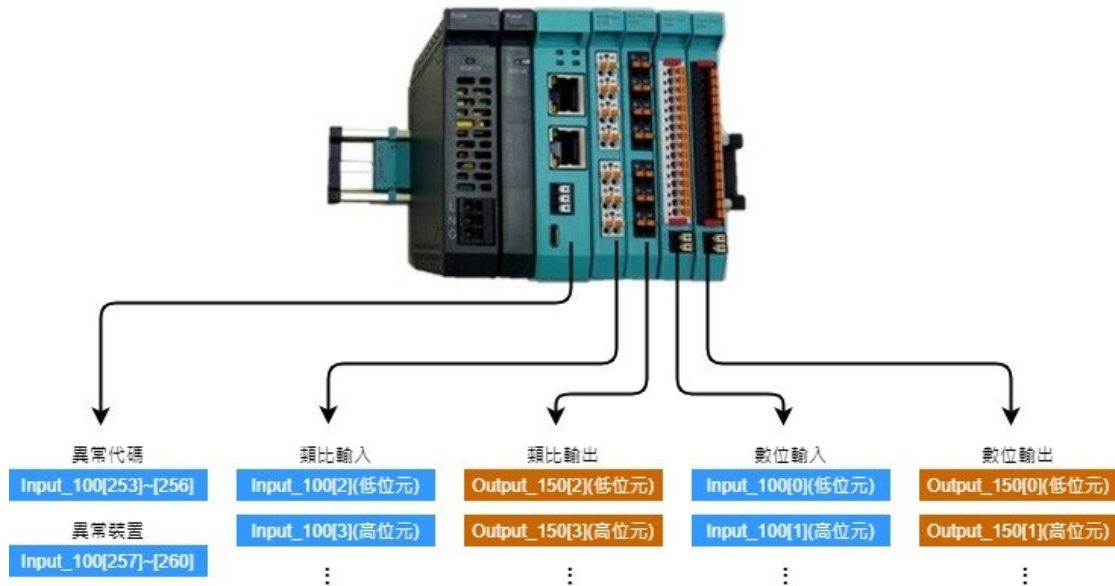 L
N
G
異常代碼
Input_100[253]~[256]
異常裝置
Input_100[257]~[260]
類比輸入
Input_100[2](低位元)
Input_100[3](高位元)
⋮
類比輸出
Output_150[2](低位元)
Output_150[3](高位元)
⋮
數位輸入
Input_100[0](低位元)
Input_100[1](高位元)
⋮
數位輸出
Output_150[0](低位元)
Output_150[1](高位元)
⋮